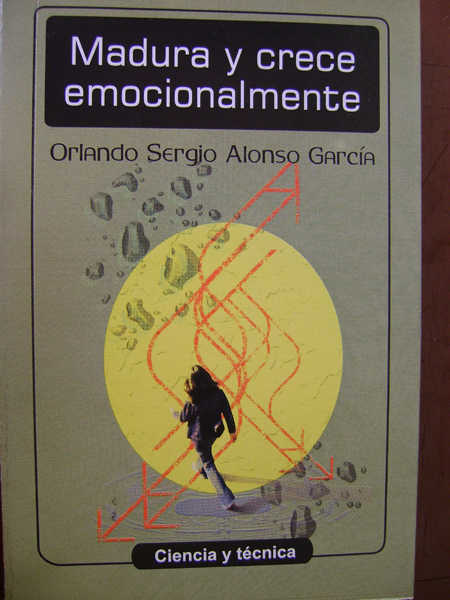 Madura y crece
emocionalmente
Orlando Sergio Alonso García
Ciencia y técnica